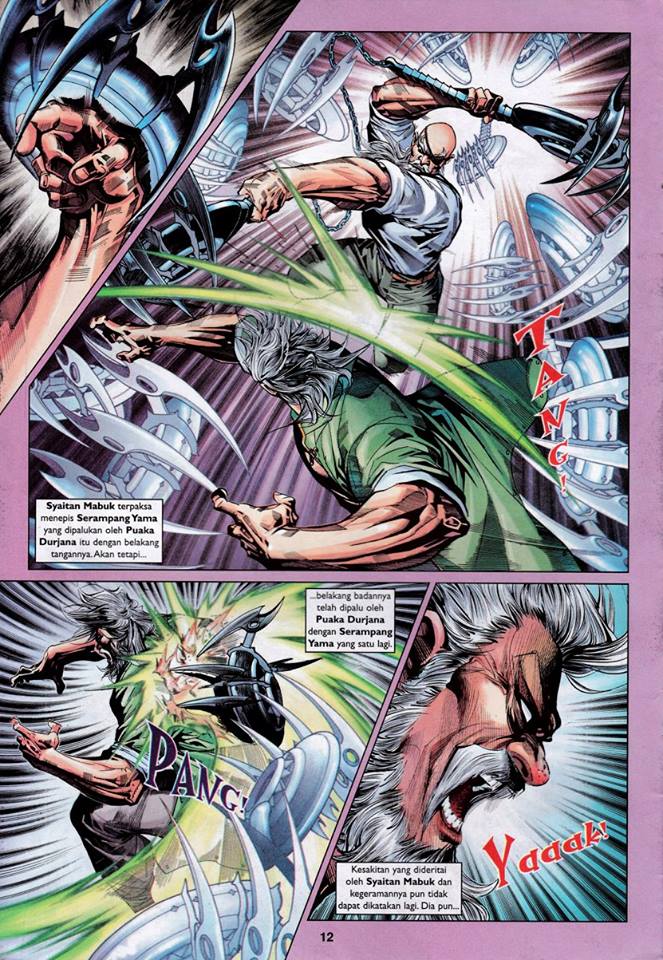 TANG!
Syaitan Mabuk terpaksa
menepis Serampang Yama
yang dipalukan oleh Puaka
Durjana itu dengan belakang
tangannya. Akan tetapi...
...belakang badannya
telah dipalu oleh
Puaka Durjana
dengan Serampang
Yama yang satu lagi.
PANG!
Yaaak!
Kesakitan yang dideritai
oleh Syaitan Mabuk dan
kegeramannya pun tidak
dapat dikatakan lagi. Dia pun...
12